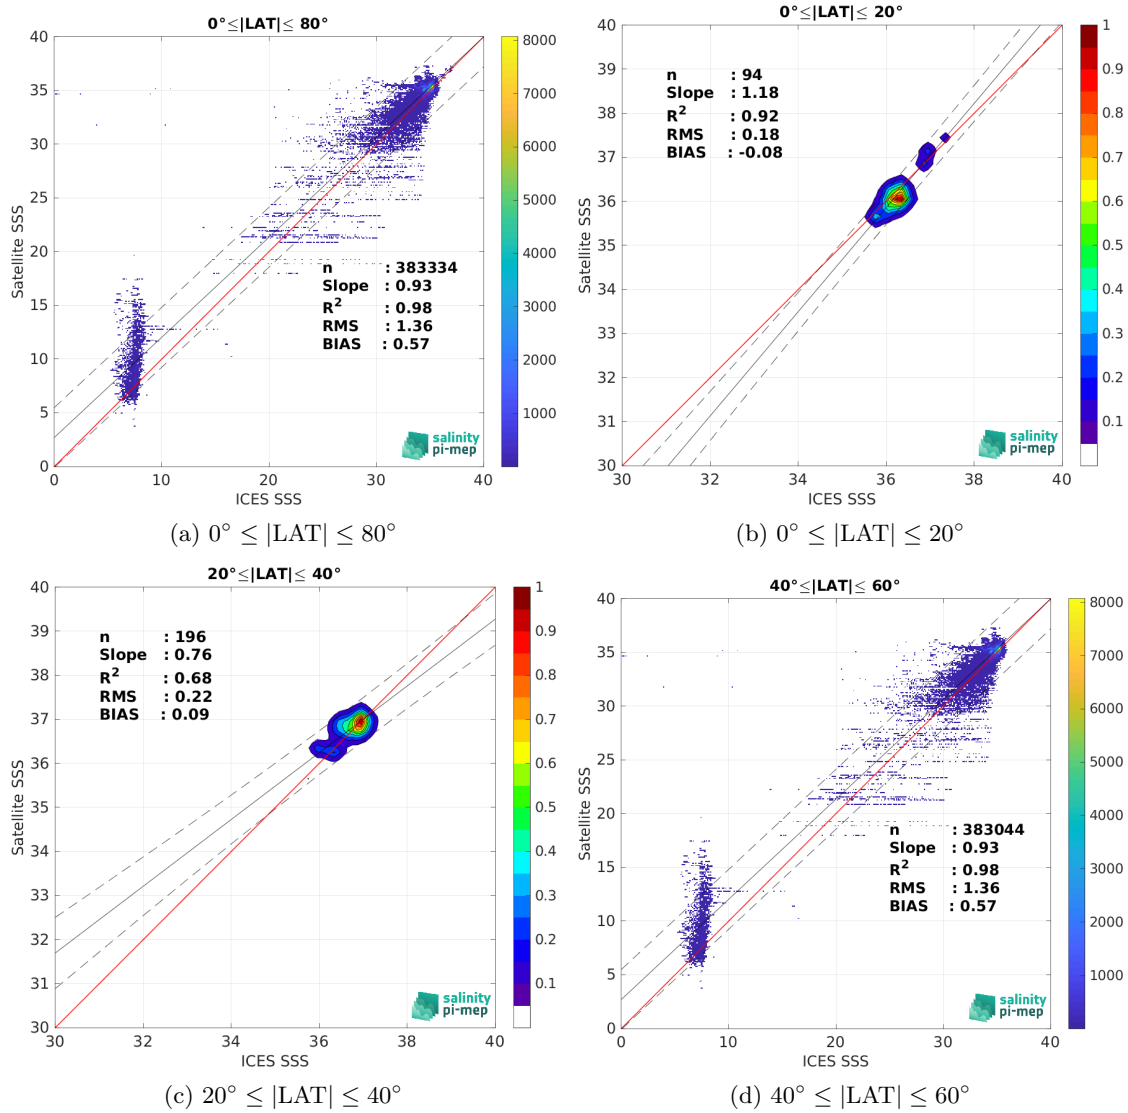 0°≤|LAT|≤ 80°
40
35
30
25
20
15
10
5
0
Satellite SSS
n : 383334
Slope : 0.93
R² : 0.98
RMS : 1.36
BIAS : 0.57
salinity
pi-mep
0 10 20 30 40
ICES SSS
8000
7000
6000
5000
4000
3000
2000
1000
(a) 0° ≤ |LAT| ≤ 80°
0°≤|LAT|≤ 20°
40
39
38
37
36
35
34
33
32
31
30
Satellite SSS
n : 94
Slope : 1.18
R² : 0.92
RMS : 0.18
BIAS : -0.08
salinity
pi-mep
30 32 34 36 38 40
ICES SSS
1
0.9
0.8
0.7
0.6
0.5
0.4
0.3
0.2
0.1
(b) 0° ≤ |LAT| ≤ 20°
20°≤|LAT|≤ 40°
40
39
38
37
36
35
34
33
32
31
30
Satellite SSS
n : 196
Slope : 0.76
R² : 0.68
RMS : 0.22
BIAS : 0.09
salinity
pi-mep
30 32 34 36 38 40
ICES SSS
1
0.9
0.8
0.7
0.6
0.5
0.4
0.3
0.2
0.1
(c) 20° ≤ |LAT| ≤ 40°
40°≤|LAT|≤ 60°
40
35
30
25
20
15
10
5
0
Satellite SSS
n : 383044
Slope : 0.93
R² : 0.98
RMS : 1.36
BIAS : 0.57
salinity
pi-mep
0 10 20 30 40
ICES SSS
8000
7000
6000
5000
4000
3000
2000
1000
(d) 40° ≤ |LAT| ≤ 60°